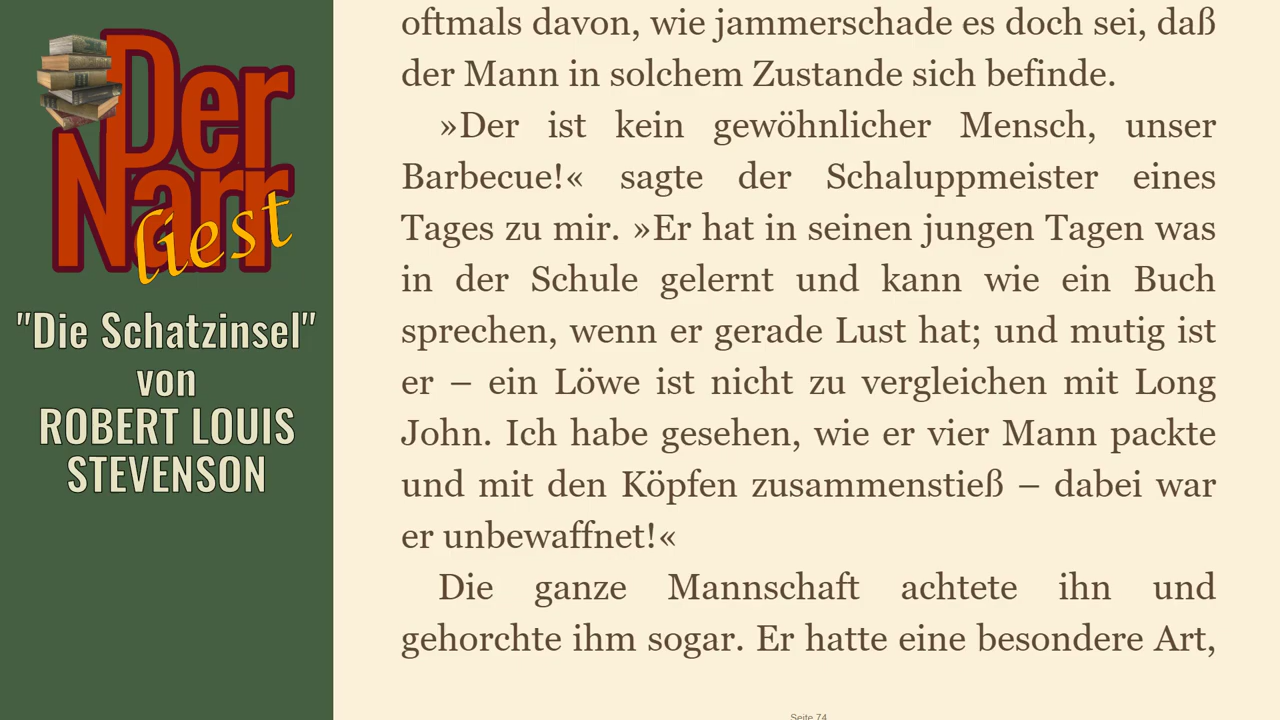 Der
Narr
liest
"Die Schatzinsel"
von
ROBERT LOUIS
STEVENSON
oftmals davon, wie jammerschade es doch sei, daß
der Mann in solchem Zustande sich befinde.
»Der ist kein gewöhnlicher Mensch, unser
Barbecue!« sagte der Schaluppmeister eines
Tages zu mir. »Er hat in seinen jungen Tagen was
in der Schule gelernt und kann wie ein Buch
sprechen, wenn er gerade Lust hat; und mutig ist
er – ein Löwe ist nicht zu vergleichen mit Long
John. Ich habe gesehen, wie er vier Mann packte
und mit den Köpfen zusammenstieß – dabei war
er unbewaffnet!«
Die ganze Mannschaft achtete ihn und
gehorchte ihm sogar. Er hatte eine besondere Art,
Seite 74